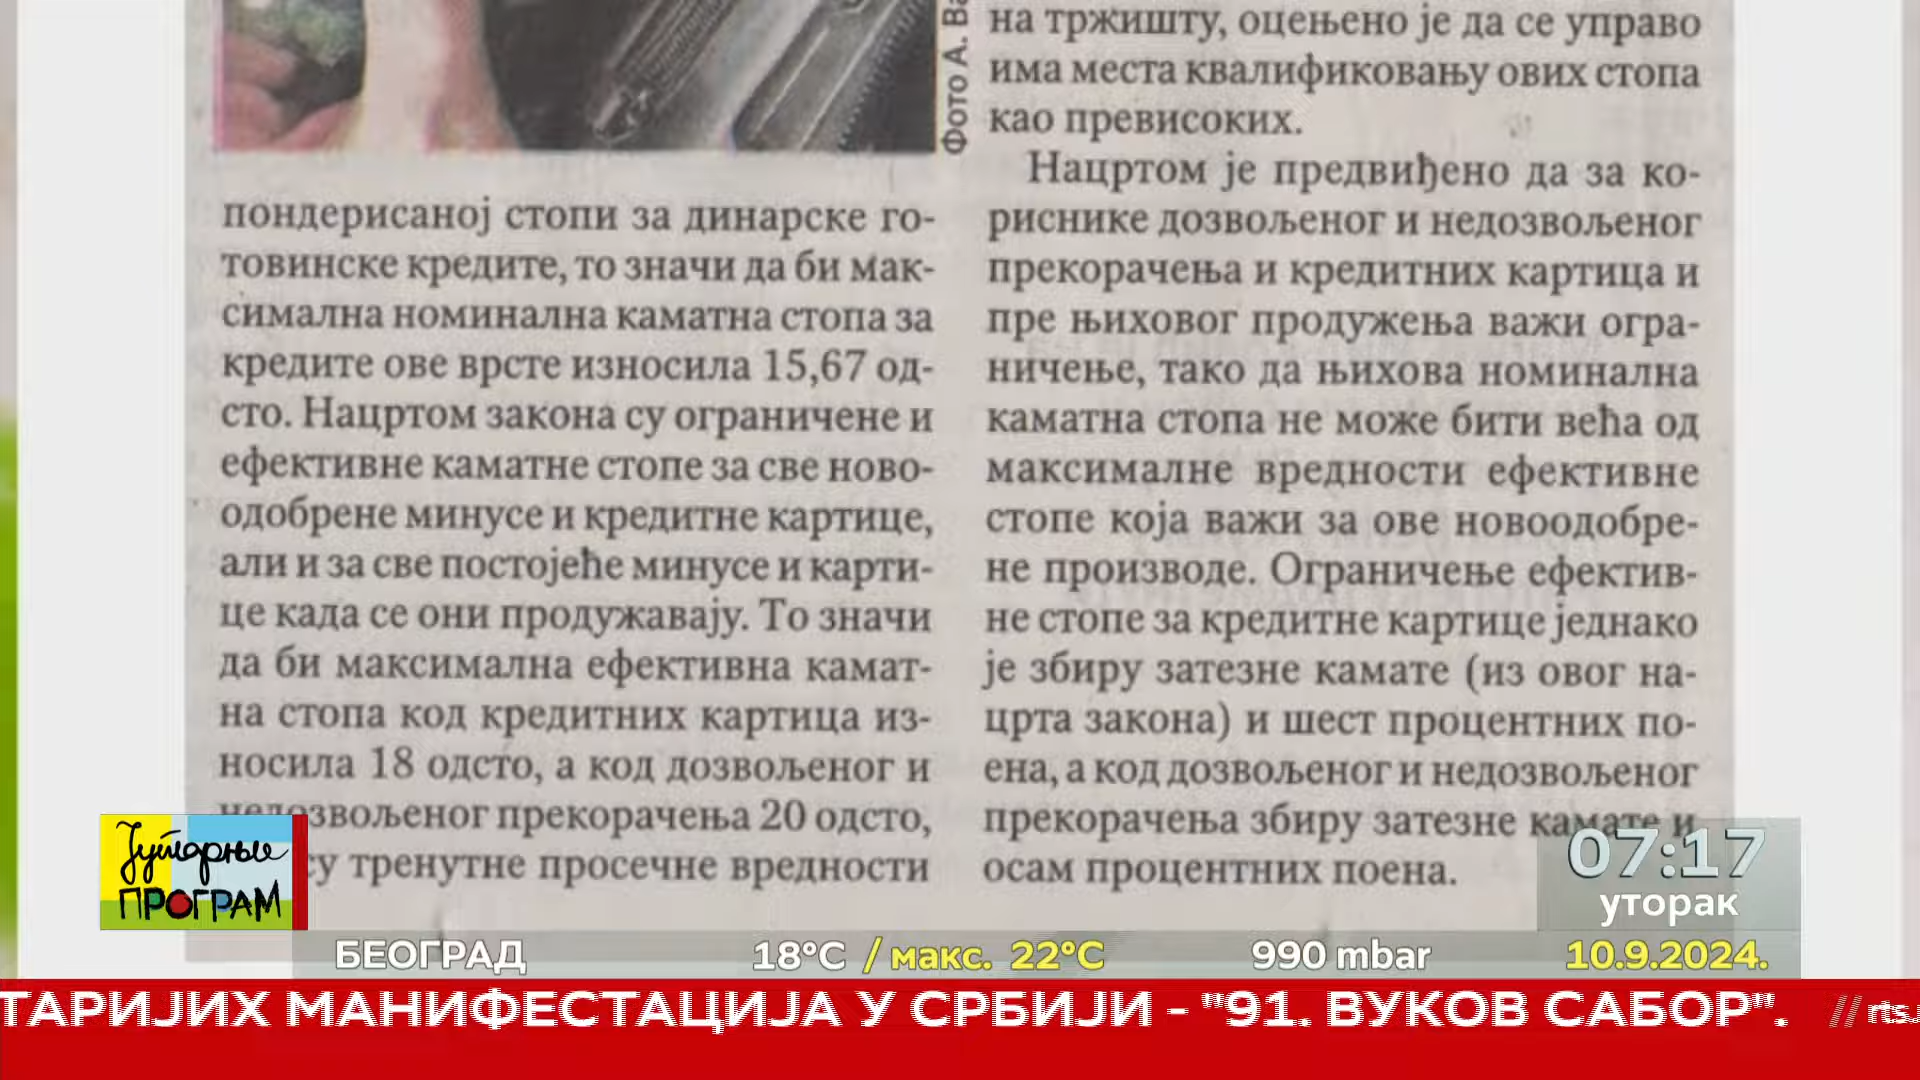 Фото А. Ва
пондерисаној стопи за динарске го-
товинске кредите, то значи да би мак-
симална номинална каматна стопа за
кредите ове врсте износила 15,67 од-
сто. Нацртом закона су ограничене и
ефективне каматне стопе за све ново-
одобрене минусе и кредитне картице,
али и за све постојеће минусе и карти-
це када се они продужавају. То значи
да би максимална ефективна камат-
на стопа код кредитних картица из-
носила 18 одсто, а код дозвољеног и
недозвољеног прекорачења 20 одсто,
су тренутне просечне вредности
на тржишту, оцењено је да се управо
има места квалификовању ових стопа
као превисоких.
Нацртом је предвиђено да за ко-
риснике дозвољеног и недозвољеног
прекорачења и кредитних картица и
пре њиховог продужења важи огра-
ничење, тако да њихова номинална
каматна стопа не може бити већа од
максималне вредности ефективне
стопе која важи за ове новоодобре-
не производе. Ограничење ефектив-
не стопе за кредитне картице једнако
је збиру затезне камате (из овог на-
црта закона) и шест процентних по-
ена, а код дозвољеног и недозвољеног
прекорачења збиру затезне камате и
осам процентних поена.
Јутарње
ПРОГРАМ
07:17
уторак
БЕОГРАД 18°C / макс. 22°C 990 mbar 10.9.2024.
ТАРИЈИХ МАНИФЕСТАЦИЈА У СРБИЈИ - "91. ВУКОВ САБОР". // rts.